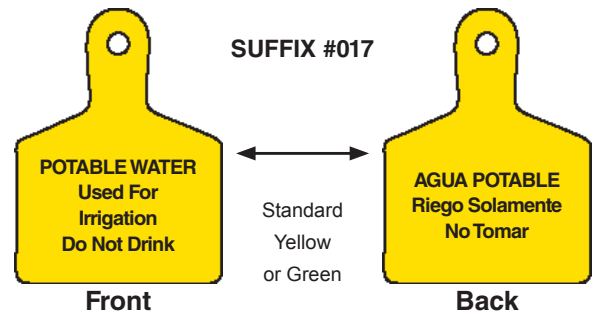 SUFFIX #017
POTABLE WATER
Used For
Irrigation
Do Not Drink
Standard
Yellow
or Green
AGUA POTABLE
Riego Solamente
No Tomar
Front
Back